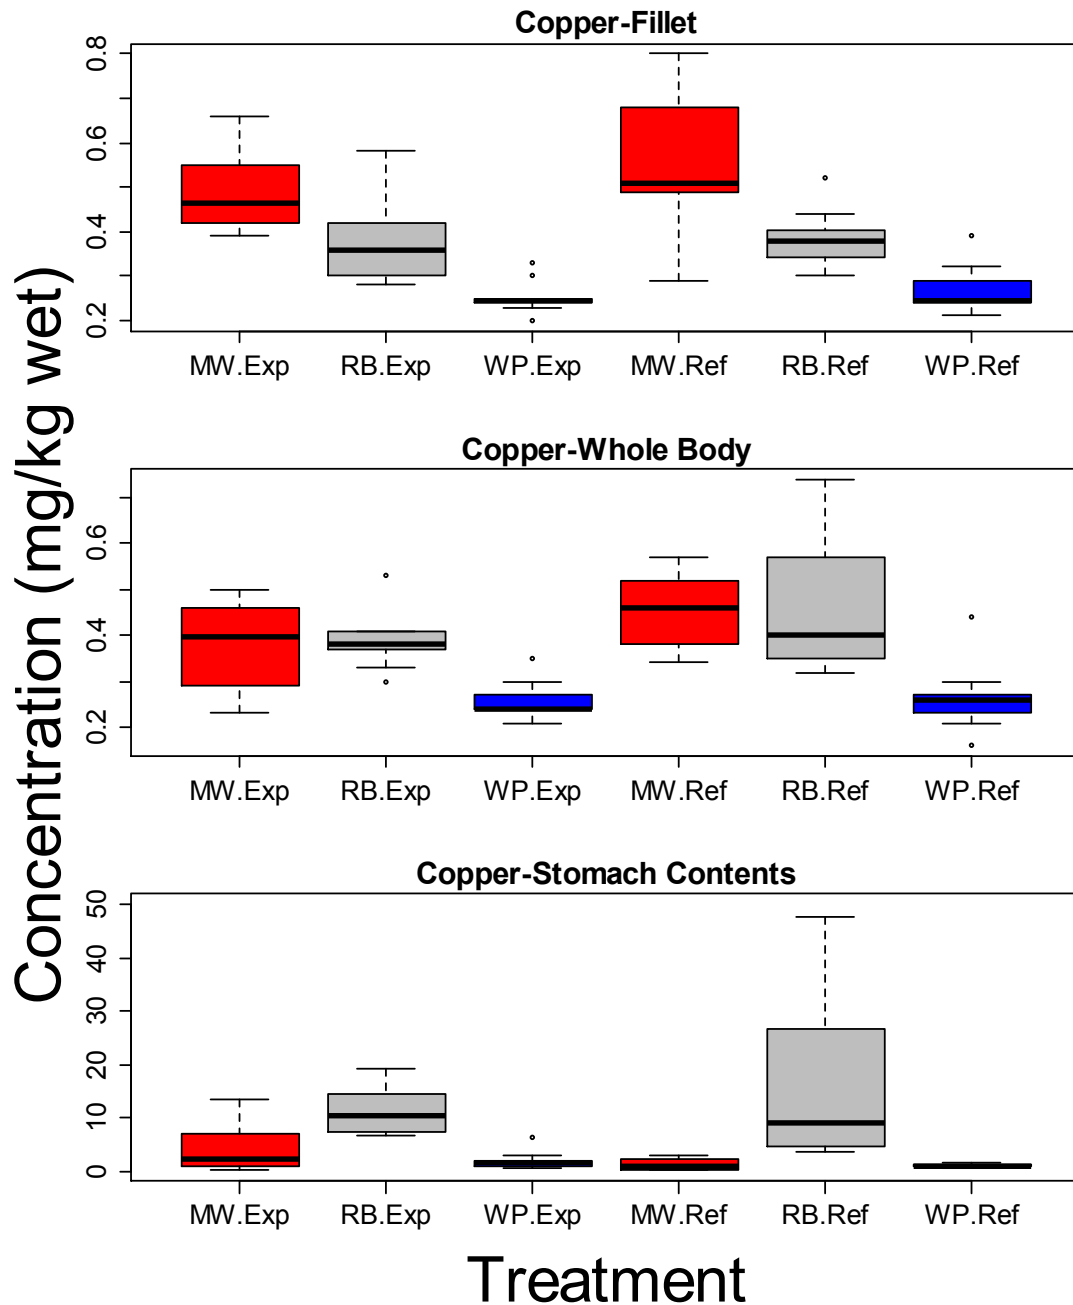 Concentration (mg/kg wet)
Copper-Fillet
0.8
0.6
0.4
0.2
MW.Exp RB.Exp WP.Exp MW.Ref RB.Ref WP.Ref
Copper-Whole Body
0.6
0.4
0.2
MW.Exp RB.Exp WP.Exp MW.Ref RB.Ref WP.Ref
Copper-Stomach Contents
50
40
30
20
10
0
MW.Exp RB.Exp WP.Exp MW.Ref RB.Ref WP.Ref
Treatment